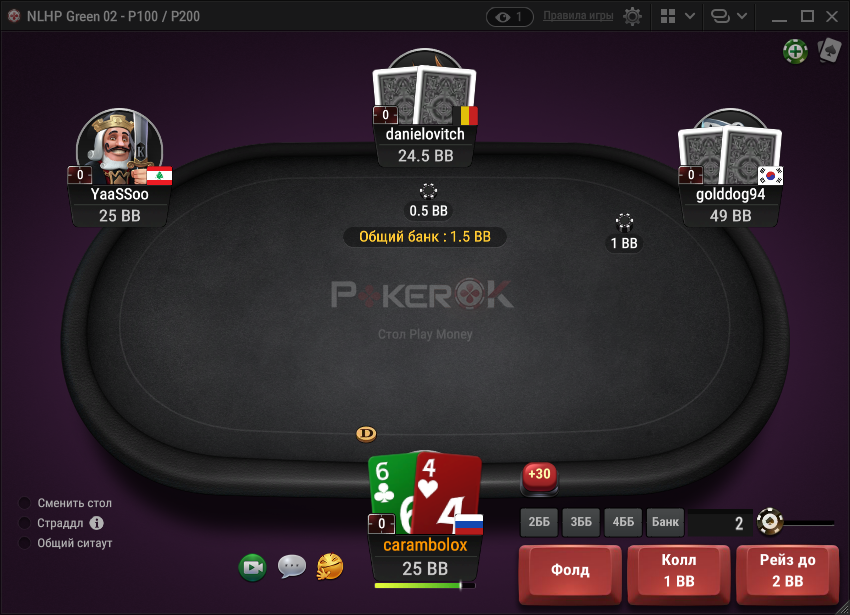 NLHP Green 02 - P100 / P200
1
Правила игры
0
danielovitch
24.5 BB
0
YaaSSoo
25 BB
0
golddog94
49 BB
0.5 BB
Общий банк : 1.5 BB
1 BB
POKEROK
Стол Play Money
D
6
4
6
4
0
carambolox
25 BB
+30
Сменить стол
Страддл i
Общий ситаут
2ББ
3ББ
4ББ
Банк
2
Фолд
Колл
1 BB
Рейз до
2 BB